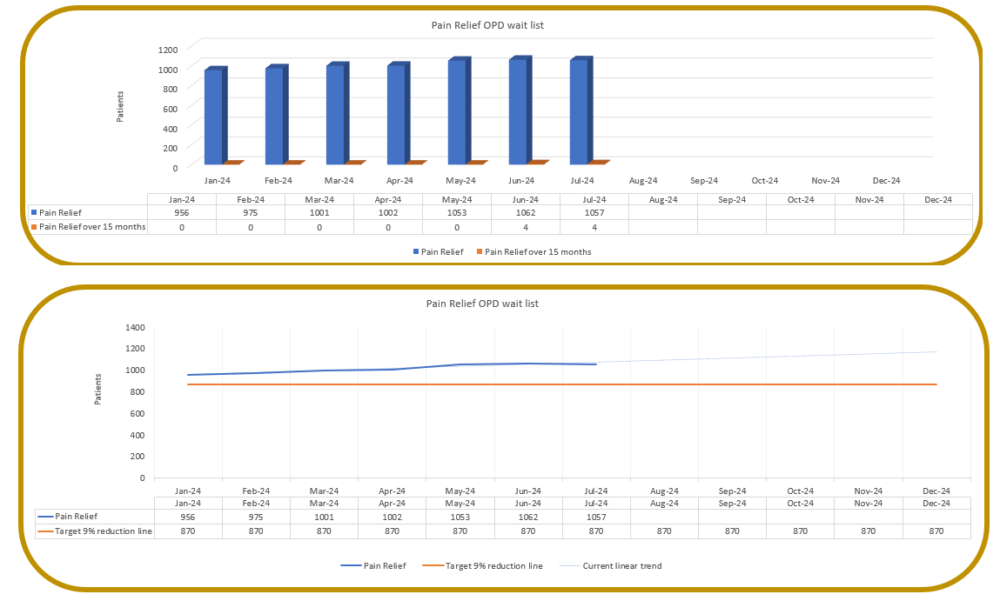 Pain Relief OPD wait list
1200
1000
800
600
400
200
0
Patients
Jan-24 Feb-24 Mar-24 Apr-24 May-24 Jun-24 Jul-24 Aug-24 Sep-24 Oct-24 Nov-24 Dec-24
Jan-24 Feb-24 Mar-24 Apr-24 May-24 Jun-24 Jul-24 Aug-24 Sep-24 Oct-24 Nov-24 Dec-24
Pain Relief 956 975 1001 1002 1053 1062 1057
Pain Relief over 15 months 0 0 0 0 0 4 4
Pain Relief Pain Relief over 15 months
Pain Relief OPD wait list
1400
1200
1000
800
600
400
200
0
Patients
Jan-24 Feb-24 Mar-24 Apr-24 May-24 Jun-24 Jul-24 Aug-24 Sep-24 Oct-24 Nov-24 Dec-24
Jan-24 Feb-24 Mar-24 Apr-24 May-24 Jun-24 Jul-24 Aug-24 Sep-24 Oct-24 Nov-24 Dec-24
Pain Relief 956 975 1001 1002 1053 1062 1057
Target 9% reduction line 870 870 870 870 870 870 870 870 870 870 870 870
Pain Relief Target 9% reduction line Current linear trend